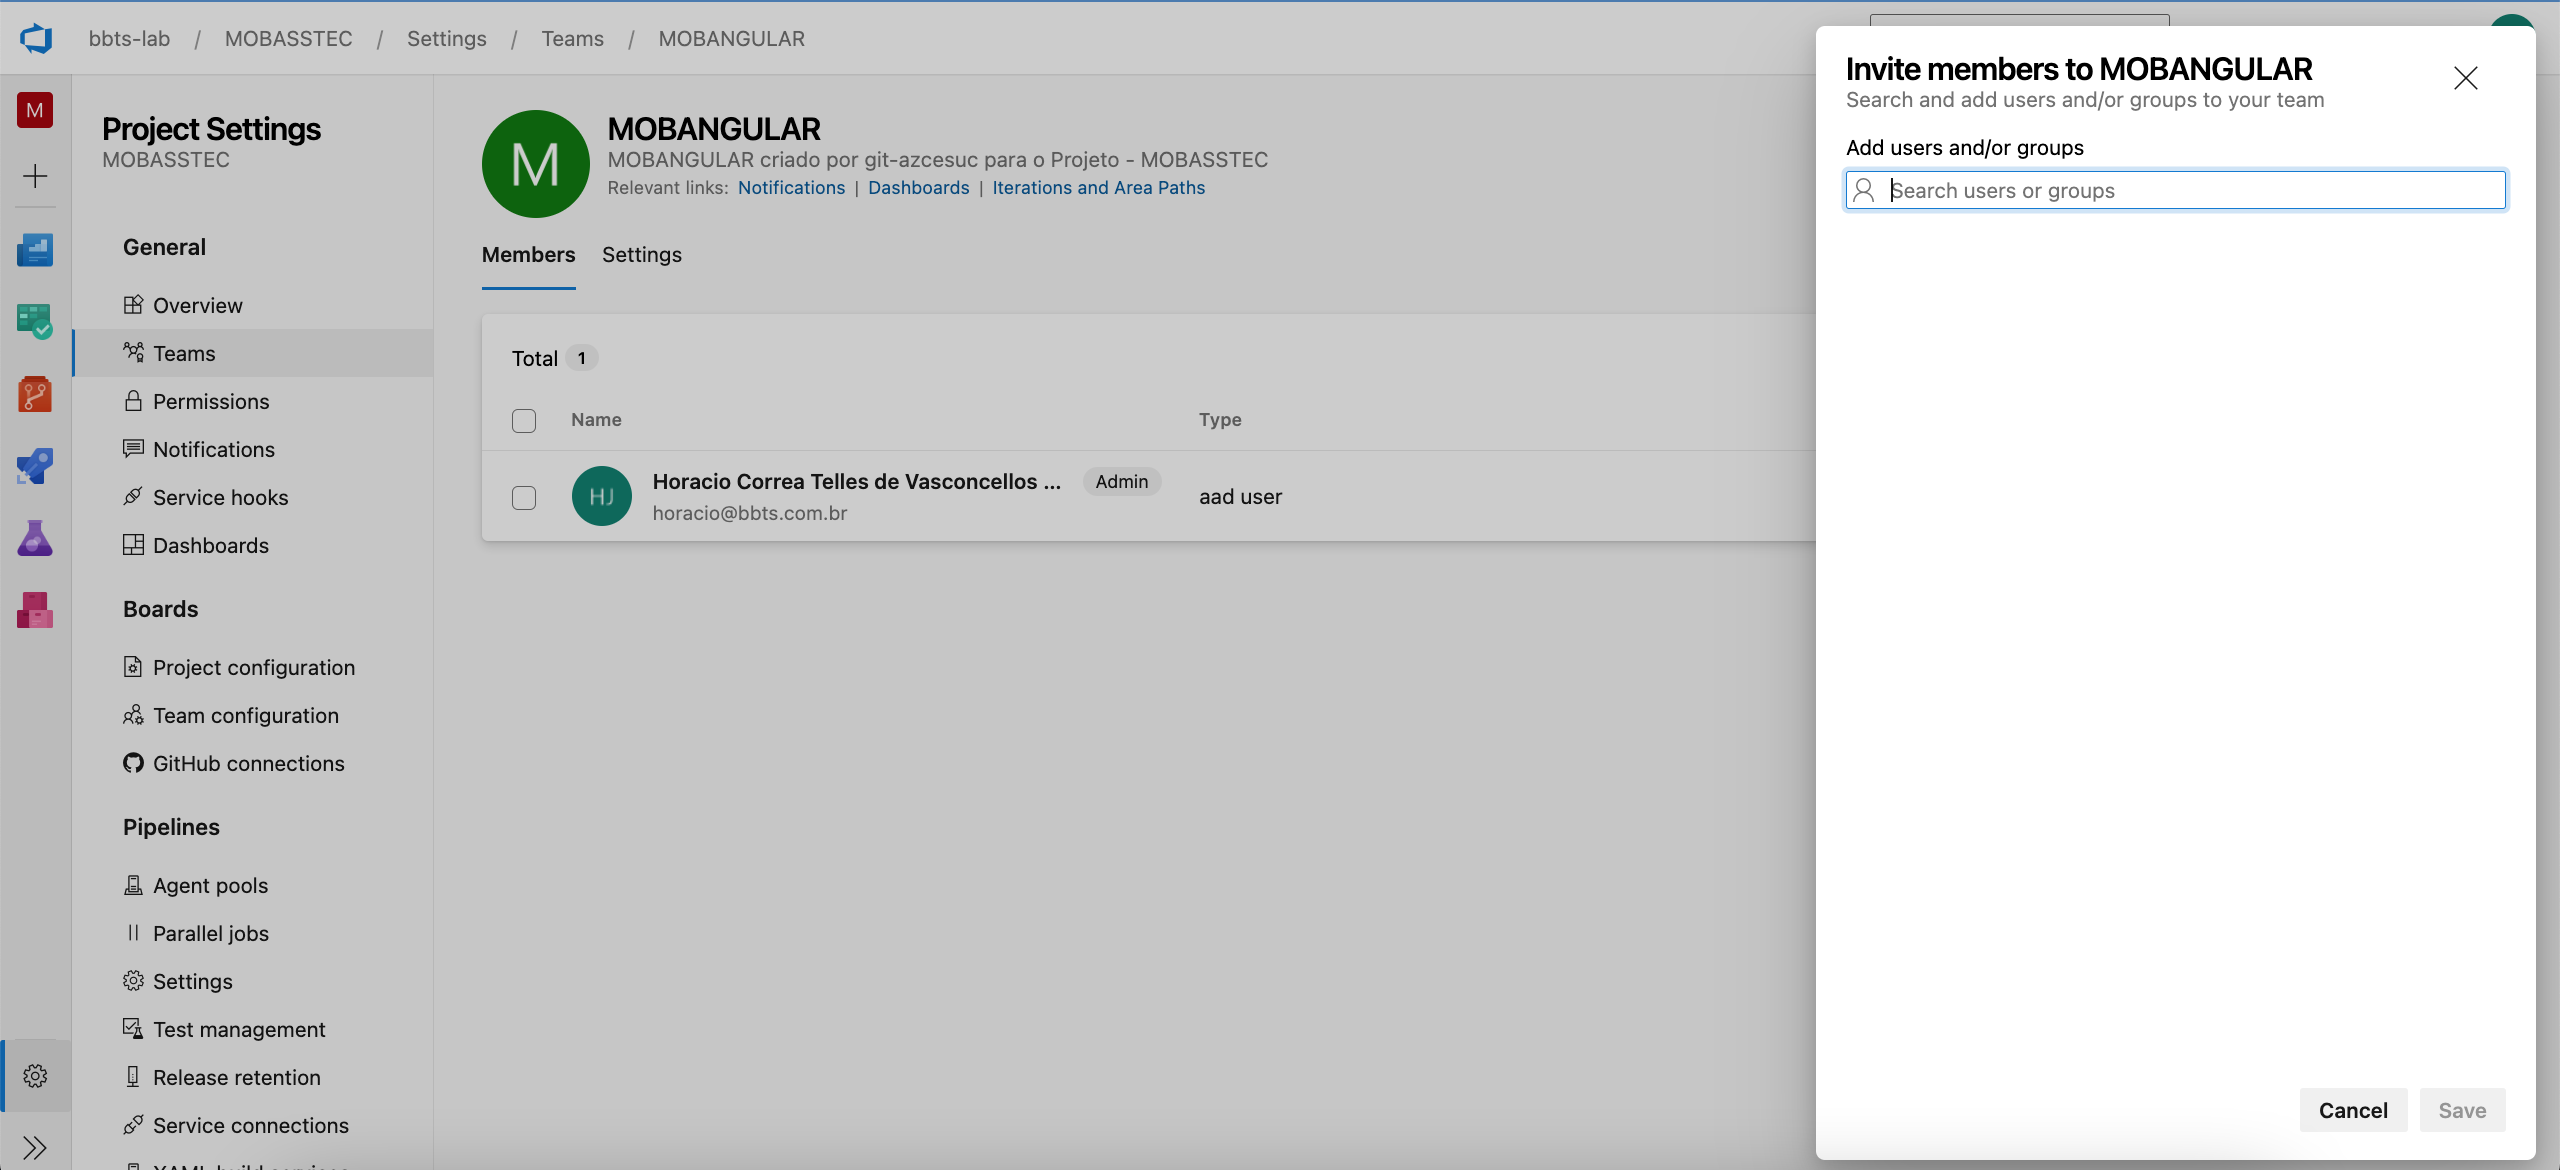 bbts-lab / MOBASSTEC / Settings / Teams / MOBANGULAR
M
Project Settings
MOBASSTEC
General
Overview
Teams
Permissions
Notifications
Service hooks
Dashboards
Boards
Project configuration
Team configuration
GitHub connections
Pipelines
Agent pools
Parallel jobs
Settings
Test management
Release retention
Service connections
M
MOBANGULAR
MOBANGULAR criado por git-azcesuc para o Projeto - MOBASSTEC
Relevant links: Notifications | Dashboards | Iterations and Area Paths
Members Settings
Total 1
Name Type
HJ
Horacio Correa Telles de Vasconcellos ... Admin
horacio@bbts.com.br
aad user
Invite members to MOBANGULAR
Search and add users and/or groups to your team
Add users and/or groups
Search users or groups
Cancel Save